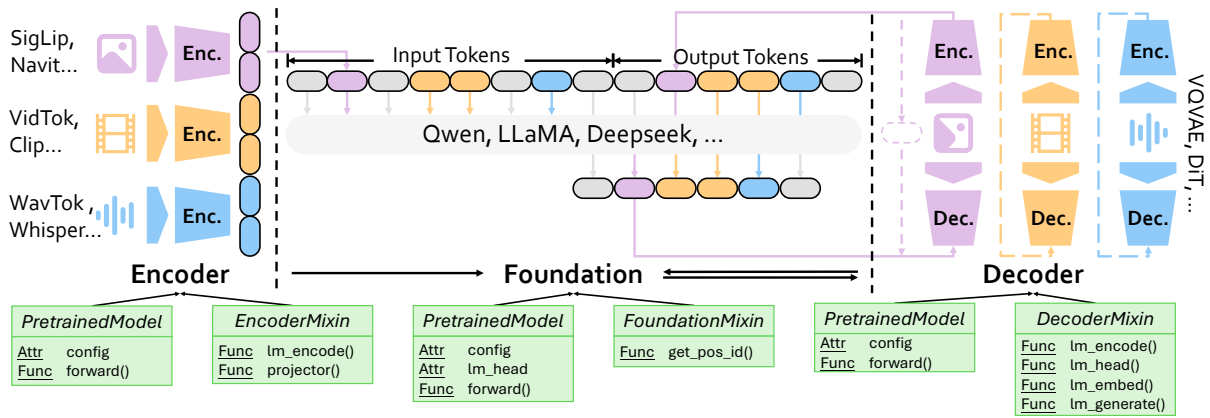 SigLip,
Navit...
Enc.
VidTok,
Clip...
Enc.
WavTok,
Whisper...
Enc.
Input Tokens
Output Tokens
Qwen, LLaMA, Deepseek, ...
Enc.
Enc.
Enc.
Dec.
Dec.
Dec.
VQVAE, DiT, ...
Encoder
Foundation
Decoder
PretrainedModel
Attr config
Func forward()
EncoderMixin
Func lm_encode()
Func projector()
PretrainedModel
Attr config
Attr lm_head
Func forward()
FoundationMixin
Func get_pos_id()
PretrainedModel
Attr config
Func forward()
DecoderMixin
Func lm_encode()
Func lm_head()
Func lm_embed()
Func lm_generate()